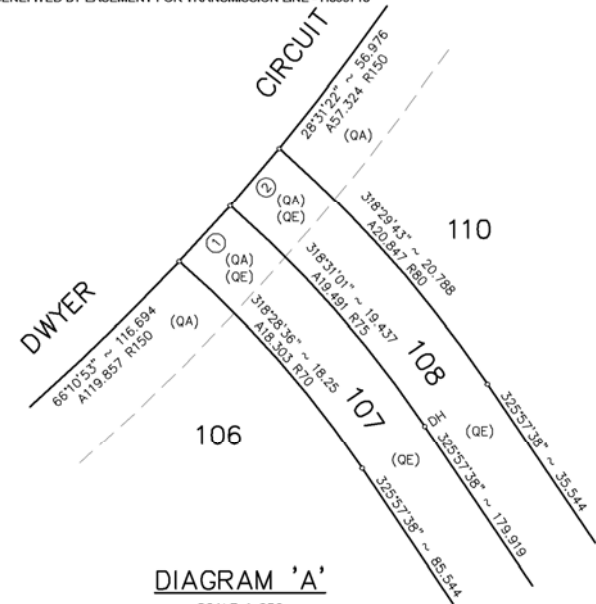 CIRCUIT
28°31'22" ~ 56.976
A57.324 R150
(QA)
2
(QA)
(QE)
318°29'43" ~ 20.788
A20.847 R80
110
1
(QA)
(QE)
318°31'01" ~ 19.437
A19.491 R75
DWYER
66°10'53" ~ 116.694
A119.857 R150
(QA)
318°28'36" ~ 18.25
A18.303 R70
108
107
106
DH
(QE)
(QE)
325°57'38" ~ 35.544
325°57'38" ~ 179.919
325°57'38" ~ 85.544
DIAGRAM 'A'